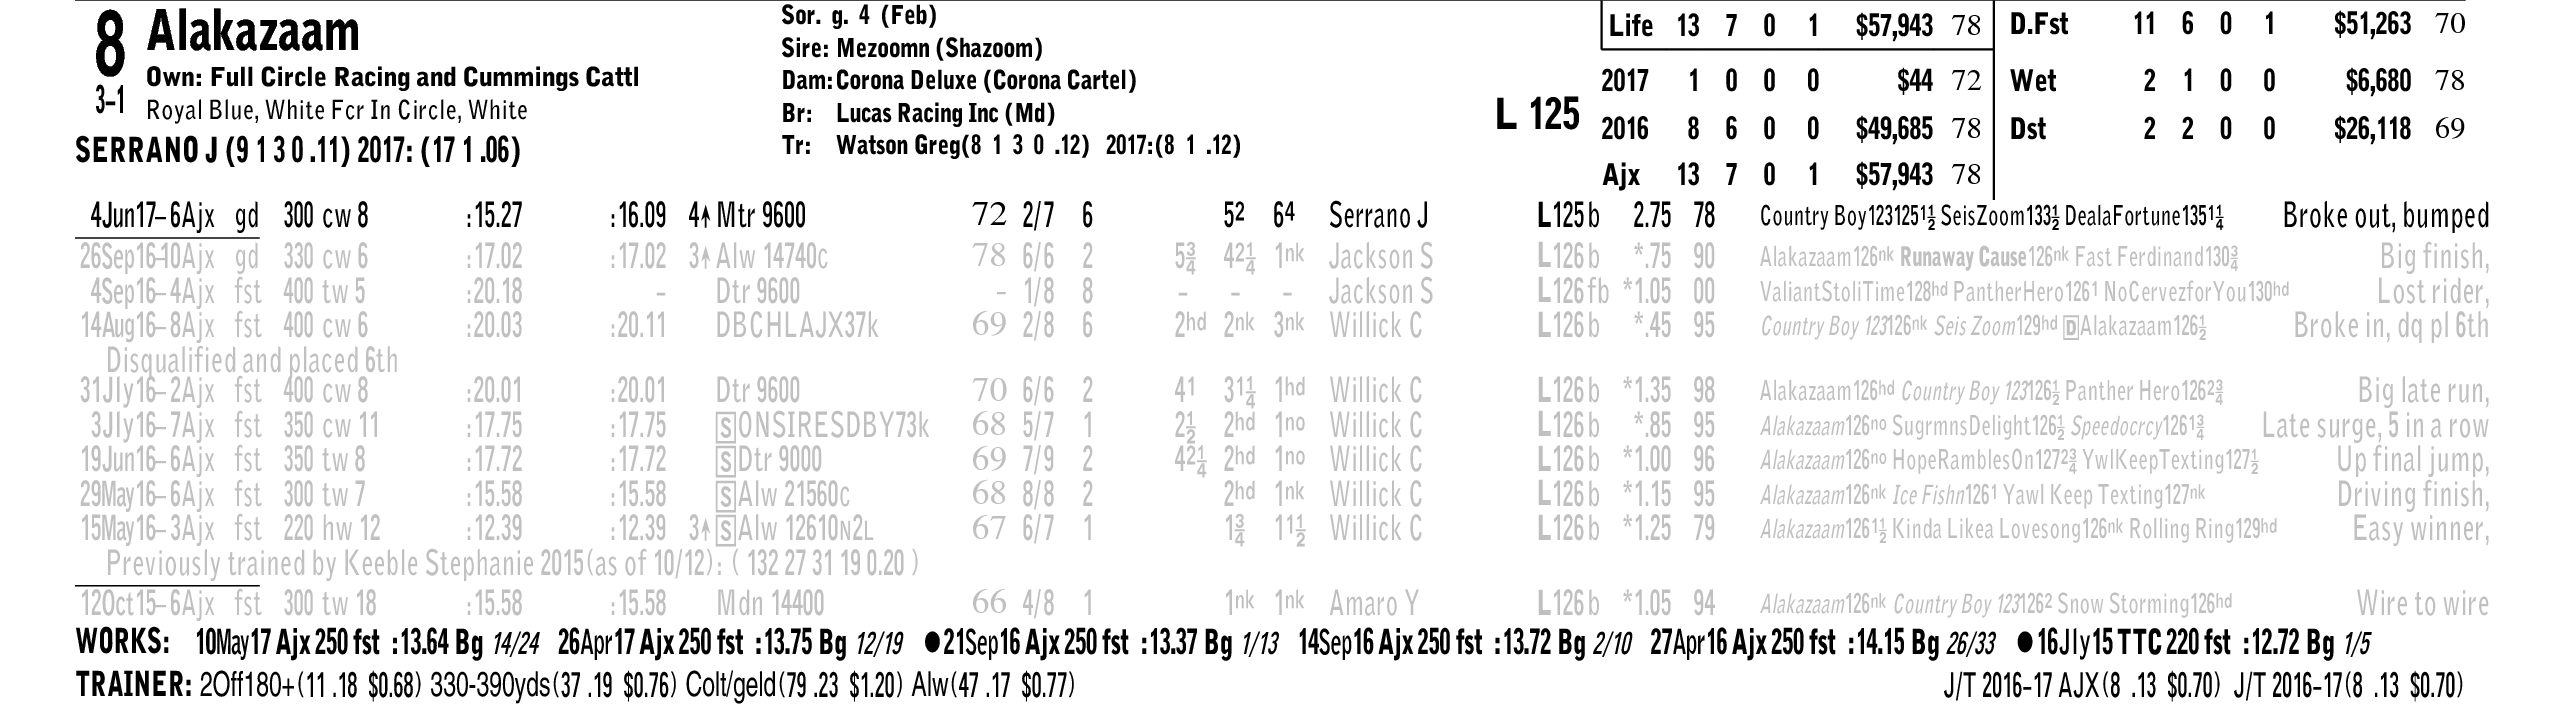 8 Alakazaam
Own: Full Circle Racing and Cummings Cattl
3-1 Royal Blue, White Fcr In Circle, White
SERRANO J (9 1 3 0 .11) 2017: (17 1 .06)
Sor. g. 4 (Feb)
Sire: Mezoomn (Shazoom)
Dam: Corona Deluxe (Corona Cartel)
Br: Lucas Racing Inc (Md)
Tr: Watson Greg(8 1 3 0 .12) 2017:(8 1 .12)
L 125
Life 13 7 0 1 $57,943 78
2017 1 0 0 0 $44 72
2016 8 6 0 0 $49,685 78
Ajx 13 7 0 1 $57,943 78
D.Fst 11 6 0 1 $51,263 70
Wet 2 1 0 0 $6,680 78
Dst 2 2 0 0 $26,118 69
4Jun17–6Ajx gd 300 cw 8 :15.27 :16.09 4↑ Mtr 9600 72 2/7 6 5² 6⁴ Serrano J L125 b 2.75 78 Country Boy1231251½ SeisZoom133½ DealaFortune1351¼ Broke out, bumped
26Sep16–10Ajx gd 330 cw 6 :17.02 :17.02 3↑ Alw 14740c 78 6/6 2 5¾ 42¼ 1nk Jackson S L126 b *.75 90 Alakazaam126nk Runaway Cause126nk Fast Ferdinand130¾ Big finish,
4Sep16–4Ajx fst 400 tw 5 :20.18 – Dtr 9600 – 1/8 8 – – – Jackson S L126 fb *1.05 00 ValiantStoliTime128hd PantherHero126¹ NoCervezforYou130hd Lost rider,
14Aug16–8Ajx fst 400 cw 6 :20.03 :20.11 DBCHLAJX37k 69 2/8 6 2hd 2nk 3nk Willick C L126 b *.45 95 Country Boy 123126nk Seis Zoom129hd DAlakazaam126½ Broke in, dq pl 6th
Disqualified and placed 6th
31Jly16–2Ajx fst 400 cw 8 :20.01 :20.01 Dtr 9600 70 6/6 2 4¹ 31¼ 1hd Willick C L126 b *1.35 98 Alakazaam126hd Country Boy 123126½ Panther Hero1262¾ Big late run,
3Jly16–7Ajx fst 350 cw 11 :17.75 :17.75 SONSIRESDBY73k 68 5/7 1 2½ 2hd 1no Willick C L126 b *.85 95 Alakazaam126no SugrmnsDelight126½ Speedocrcy1261¾ Late surge, 5 in a row
19Jun16–6Ajx fst 350 tw 8 :17.72 :17.72 SDtr 9000 69 7/9 2 42¼ 2hd 1no Willick C L126 b *1.00 96 Alakazaam126no HopeRamblesOn1272¾ YwlKeepTexting127½ Up final jump,
29May16–6Ajx fst 300 tw 7 :15.58 :15.58 SAlw 21560c 68 8/8 2 2hd 1nk Willick C L126 b *1.15 95 Alakazaam126nk Ice Fishn126¹ Yawl Keep Texting127nk Driving finish,
15May16–3Ajx fst 220 hw 12 :12.39 :12.39 3↑ SAlw 12610N2L 67 6/7 1 1¾ 11½ Willick C L126 b *1.25 79 Alakazaam1261½ Kinda Likea Lovesong126nk Rolling Ring129hd Easy winner,
Previously trained by Keeble Stephanie 2015(as of 10/12): ( 132 27 31 19 0.20 )
12Oct15–6Ajx fst 300 tw 18 :15.58 :15.58 Mdn 14400 66 4/8 1 1nk 1nk Amaro Y L126 b *1.05 94 Alakazaam126nk Country Boy 123126² Snow Storming126hd Wire to wire
WORKS: 10May17 Ajx 250 fst :13.64 Bg 14/24 26Apr17 Ajx 250 fst :13.75 Bg 12/19 ●21Sep16 Ajx 250 fst :13.37 Bg 1/13 14Sep16 Ajx 250 fst :13.72 Bg 2/10 27Apr16 Ajx 250 fst :14.15 Bg 26/33 ●16Jly15 TTC 220 fst :12.72 Bg 1/5
TRAINER: 2Off180+(11 .18 $0.68) 330-390yds(37 .19 $0.76) Colt/geld(79 .23 $1.20) Alw(47 .17 $0.77) J/T 2016-17 AJX(8 .13 $0.70) J/T 2016-17(8 .13 $0.70)